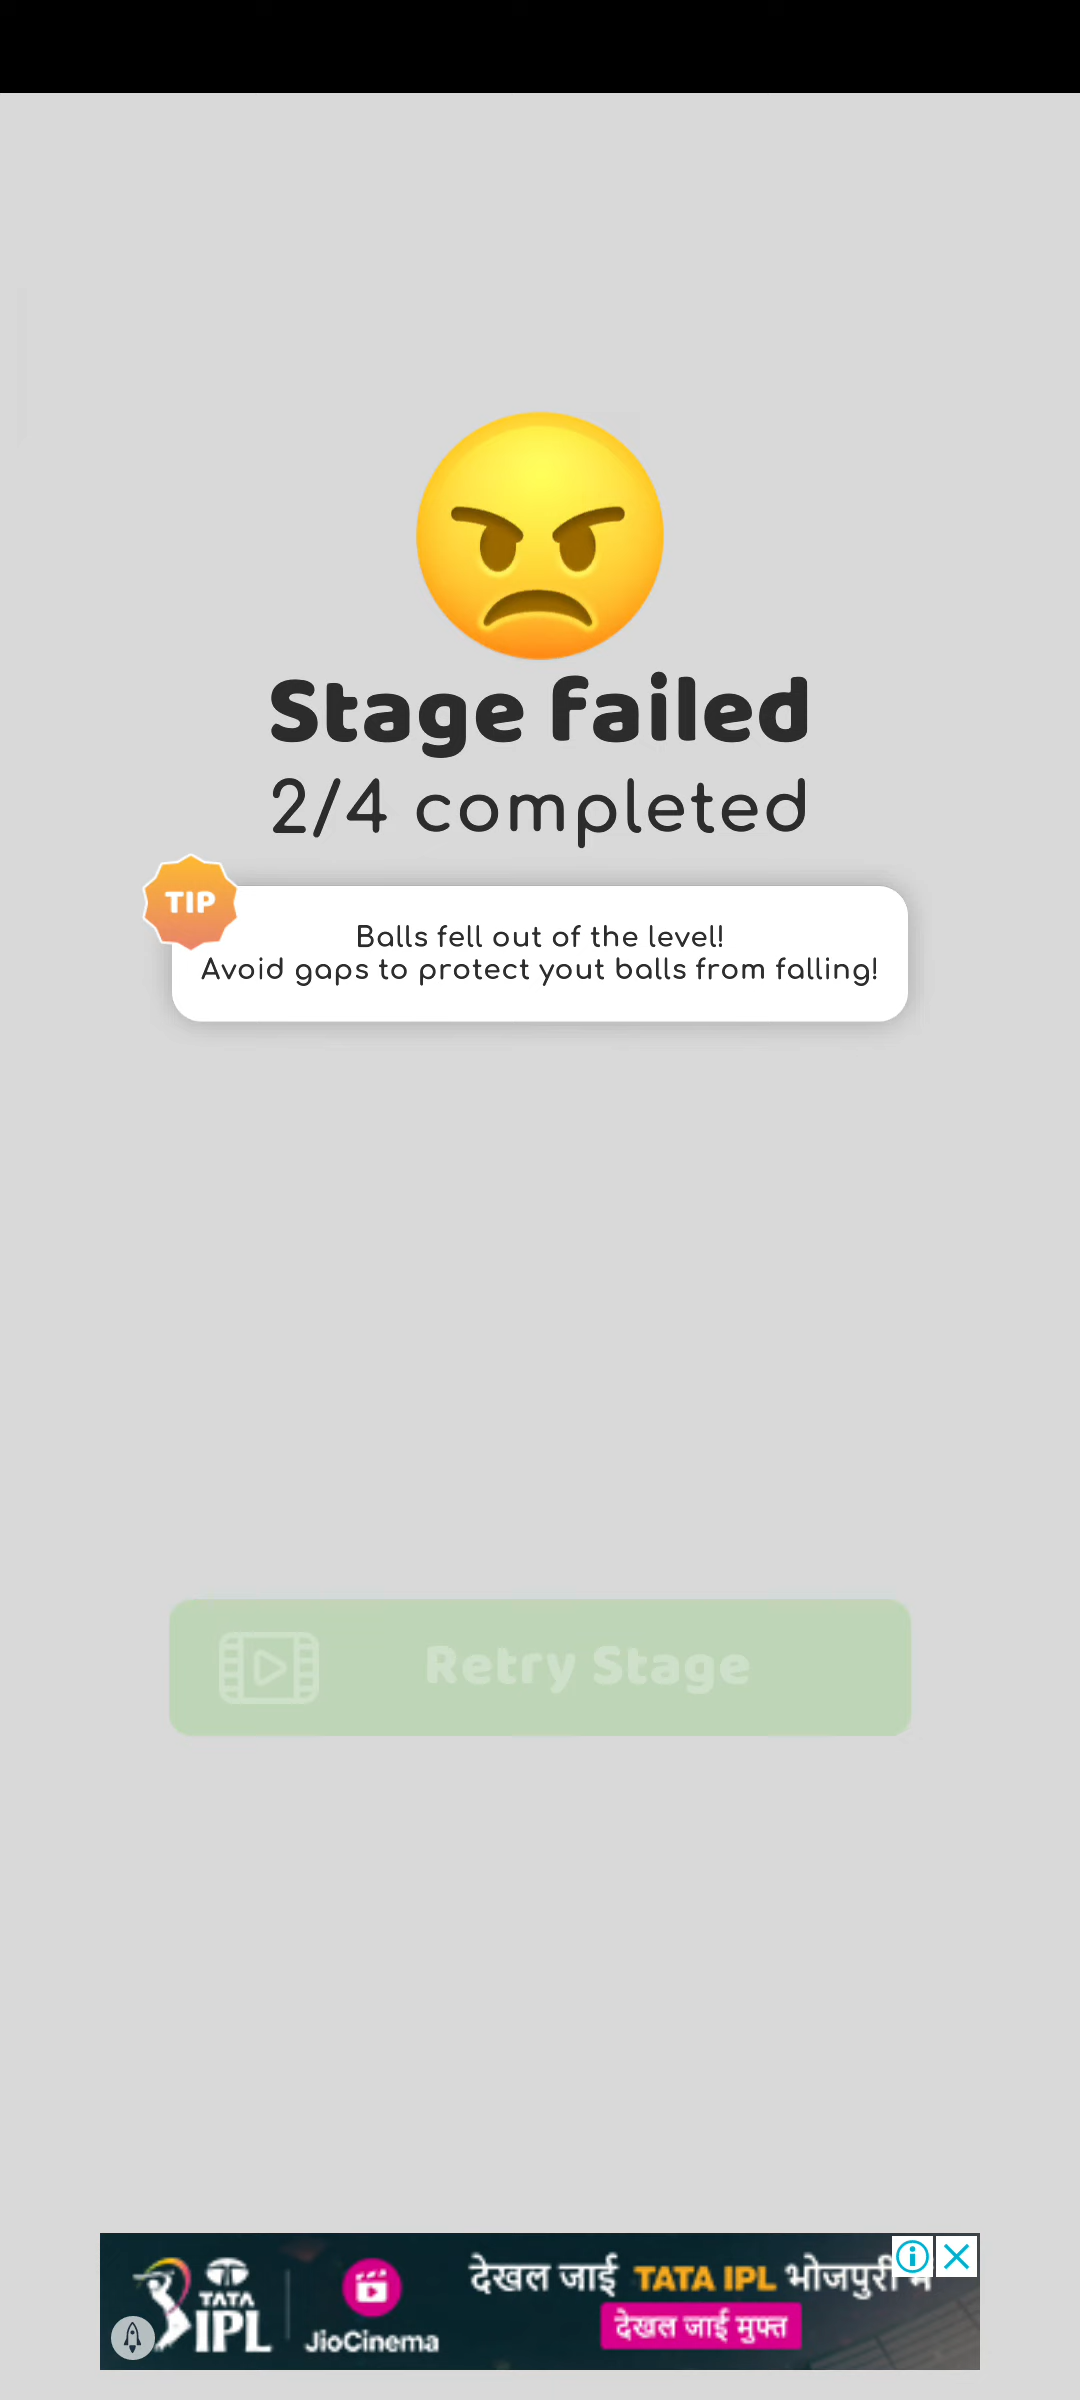 Stage failed
2/4 completed
TIP
Balls fell out of the level!
Avoid gaps to protect yout balls from falling!
Retry Stage
TATA
IPL
JioCinema
देखल जाई TATA IPL भोजपुरी में
देखल जाई मुफ्त